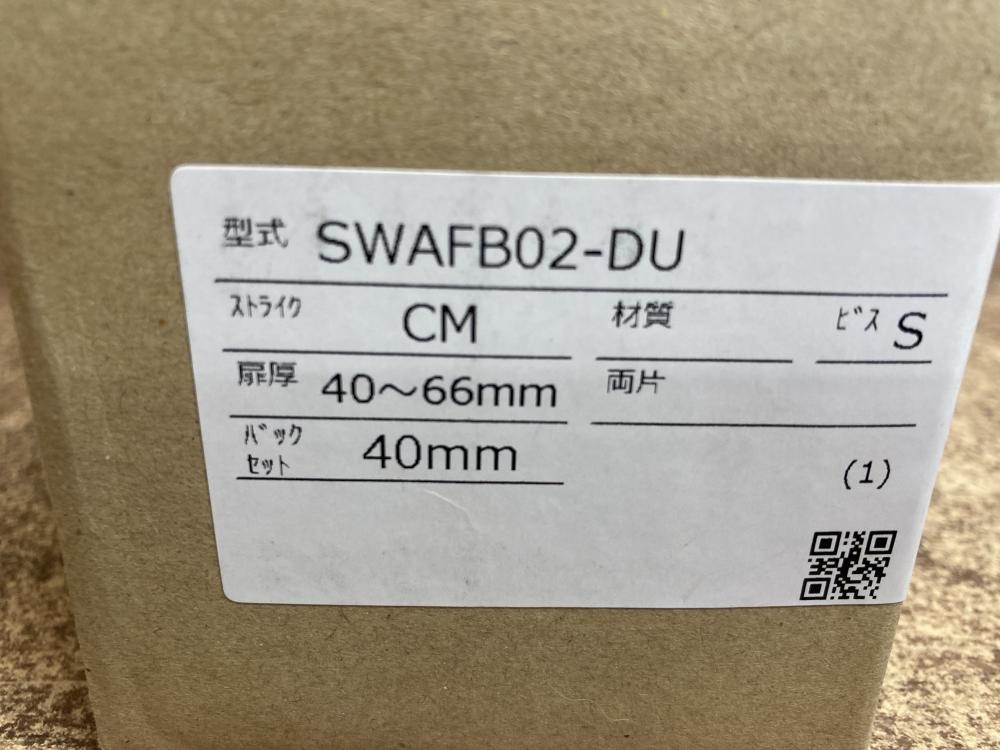 型式 SWAFB02-DU
ｽﾄﾗｲｸ CM 材質 ﾋﾞｽ S
扉厚 40～66mm 両片
ﾊﾞｯｸ
ｾｯﾄ 40mm
(1)